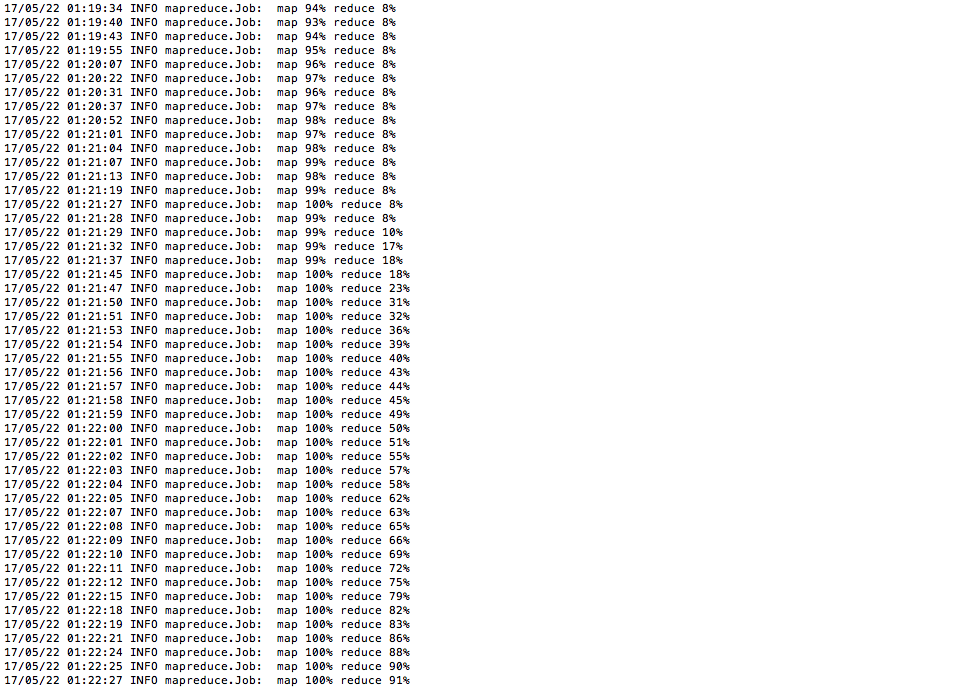 17/05/22 01:19:34 INFO mapreduce.Job:  map 94% reduce 8%
17/05/22 01:19:40 INFO mapreduce.Job:  map 93% reduce 8%
17/05/22 01:19:43 INFO mapreduce.Job:  map 94% reduce 8%
17/05/22 01:19:55 INFO mapreduce.Job:  map 95% reduce 8%
17/05/22 01:20:07 INFO mapreduce.Job:  map 96% reduce 8%
17/05/22 01:20:22 INFO mapreduce.Job:  map 97% reduce 8%
17/05/22 01:20:31 INFO mapreduce.Job:  map 96% reduce 8%
17/05/22 01:20:37 INFO mapreduce.Job:  map 97% reduce 8%
17/05/22 01:20:52 INFO mapreduce.Job:  map 98% reduce 8%
17/05/22 01:21:01 INFO mapreduce.Job:  map 97% reduce 8%
17/05/22 01:21:04 INFO mapreduce.Job:  map 98% reduce 8%
17/05/22 01:21:07 INFO mapreduce.Job:  map 99% reduce 8%
17/05/22 01:21:13 INFO mapreduce.Job:  map 98% reduce 8%
17/05/22 01:21:19 INFO mapreduce.Job:  map 99% reduce 8%
17/05/22 01:21:27 INFO mapreduce.Job:  map 100% reduce 8%
17/05/22 01:21:28 INFO mapreduce.Job:  map 99% reduce 8%
17/05/22 01:21:29 INFO mapreduce.Job:  map 99% reduce 10%
17/05/22 01:21:32 INFO mapreduce.Job:  map 99% reduce 17%
17/05/22 01:21:37 INFO mapreduce.Job:  map 99% reduce 18%
17/05/22 01:21:45 INFO mapreduce.Job:  map 100% reduce 18%
17/05/22 01:21:47 INFO mapreduce.Job:  map 100% reduce 23%
17/05/22 01:21:50 INFO mapreduce.Job:  map 100% reduce 31%
17/05/22 01:21:51 INFO mapreduce.Job:  map 100% reduce 32%
17/05/22 01:21:53 INFO mapreduce.Job:  map 100% reduce 36%
17/05/22 01:21:54 INFO mapreduce.Job:  map 100% reduce 39%
17/05/22 01:21:55 INFO mapreduce.Job:  map 100% reduce 40%
17/05/22 01:21:56 INFO mapreduce.Job:  map 100% reduce 43%
17/05/22 01:21:57 INFO mapreduce.Job:  map 100% reduce 44%
17/05/22 01:21:58 INFO mapreduce.Job:  map 100% reduce 45%
17/05/22 01:21:59 INFO mapreduce.Job:  map 100% reduce 49%
17/05/22 01:22:00 INFO mapreduce.Job:  map 100% reduce 50%
17/05/22 01:22:01 INFO mapreduce.Job:  map 100% reduce 51%
17/05/22 01:22:02 INFO mapreduce.Job:  map 100% reduce 55%
17/05/22 01:22:03 INFO mapreduce.Job:  map 100% reduce 57%
17/05/22 01:22:04 INFO mapreduce.Job:  map 100% reduce 58%
17/05/22 01:22:05 INFO mapreduce.Job:  map 100% reduce 62%
17/05/22 01:22:07 INFO mapreduce.Job:  map 100% reduce 63%
17/05/22 01:22:08 INFO mapreduce.Job:  map 100% reduce 65%
17/05/22 01:22:09 INFO mapreduce.Job:  map 100% reduce 66%
17/05/22 01:22:10 INFO mapreduce.Job:  map 100% reduce 69%
17/05/22 01:22:11 INFO mapreduce.Job:  map 100% reduce 72%
17/05/22 01:22:12 INFO mapreduce.Job:  map 100% reduce 75%
17/05/22 01:22:15 INFO mapreduce.Job:  map 100% reduce 79%
17/05/22 01:22:18 INFO mapreduce.Job:  map 100% reduce 82%
17/05/22 01:22:19 INFO mapreduce.Job:  map 100% reduce 83%
17/05/22 01:22:21 INFO mapreduce.Job:  map 100% reduce 86%
17/05/22 01:22:24 INFO mapreduce.Job:  map 100% reduce 88%
17/05/22 01:22:25 INFO mapreduce.Job:  map 100% reduce 90%
17/05/22 01:22:27 INFO mapreduce.Job:  map 100% reduce 91%